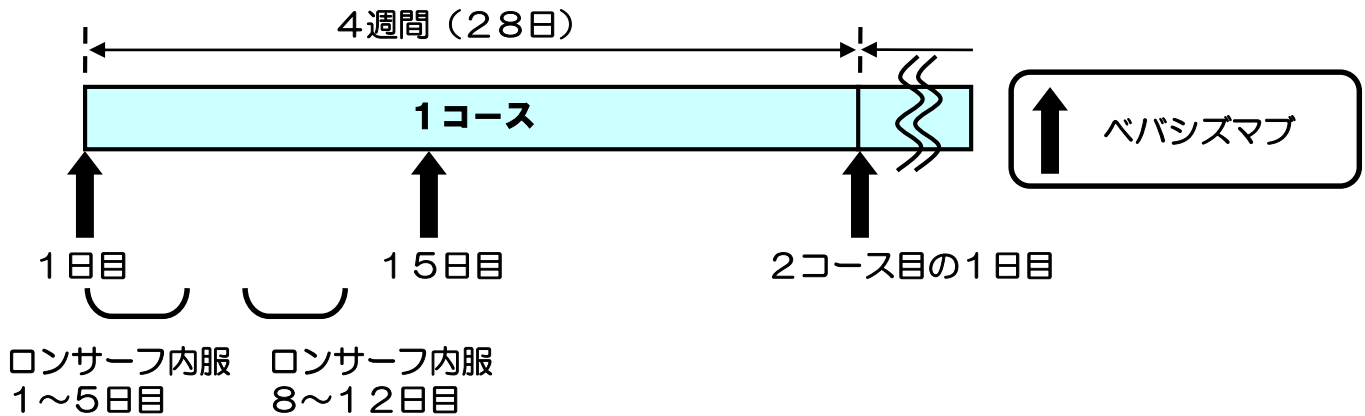 ４週間（２８日）
１コース
ベバシズマブ
１日目
１５日目
２コース目の１日目
ロンサーフ内服
１～５日目
ロンサーフ内服
８～１２日目